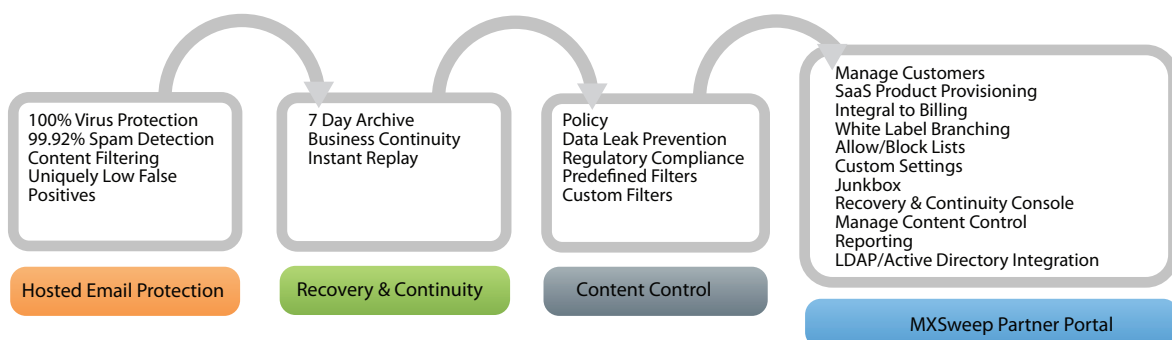 100% Virus Protection
99.92% Spam Detection
Content Filtering
Uniquely Low False
Positives
Hosted Email Protection
7 Day Archive
Business Continuity
Instant Replay
Recovery & Continuity
Policy
Data Leak Prevention
Regulatory Compliance
Predefined Filters
Custom Filters
Content Control
Manage Customers
SaaS Product Provisioning
Integral to Billing
White Label Branching
Allow/Block Lists
Custom Settings
Junkbox
Recovery & Continuity Console
Manage Content Control
Reporting
LDAP/Active Directory Integration
MXSweep Partner Portal